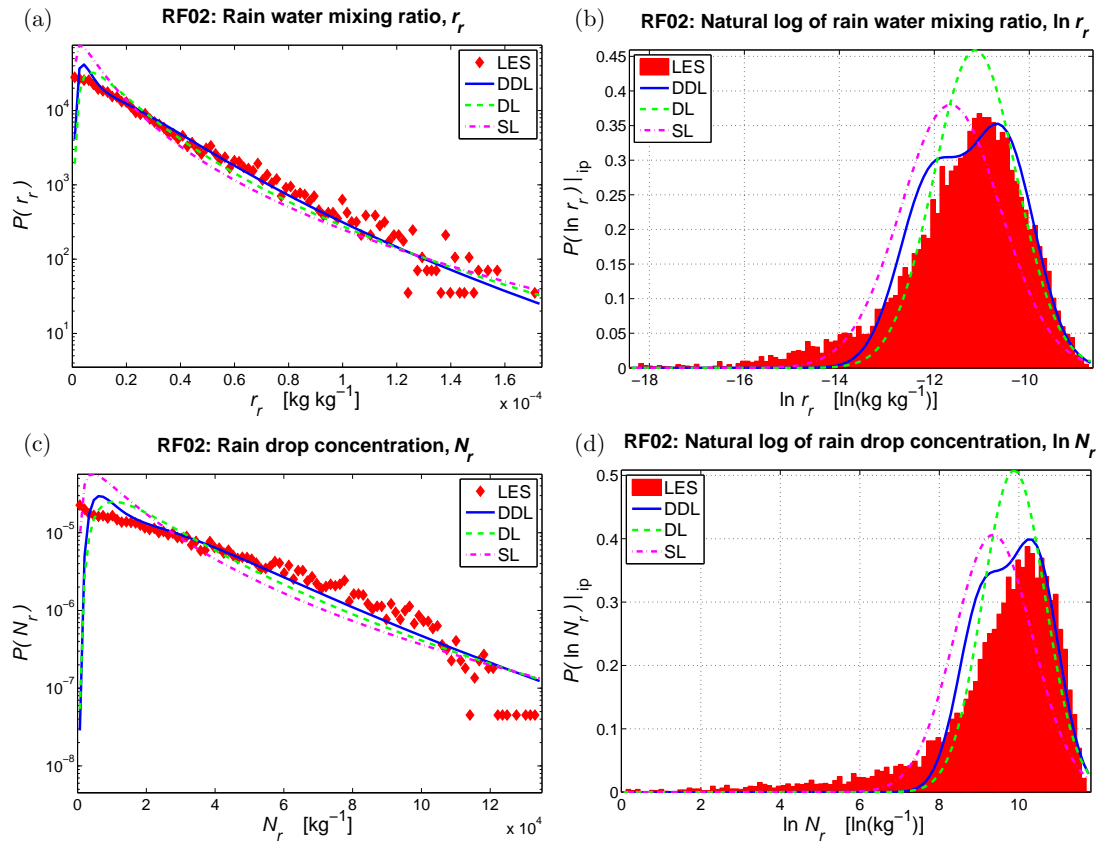 (a)
RF02: Rain water mixing ratio, r_r
LES
DDL
DL
SL
P( r_r )
10^4
10^3
10^2
10^1
0 0.2 0.4 0.6 0.8 1 1.2 1.4 1.6
r_r [kg kg^−1]
x 10^−4
(b)
RF02: Natural log of rain water mixing ratio, ln r_r
LES
DDL
DL
SL
P( ln r_r ) |_ip
0.45
0.4
0.35
0.3
0.25
0.2
0.15
0.1
0.05
0
−18 −16 −14 −12 −10
ln r_r [ln(kg kg^−1)]
(c)
RF02: Rain drop concentration, N_r
LES
DDL
DL
SL
P( N_r )
10^−5
10^−6
10^−7
10^−8
0 2 4 6 8 10 12
N_r [kg^−1]
x 10^4
(d)
RF02: Natural log of rain drop concentration, ln N_r
LES
DDL
DL
SL
P( ln N_r ) |_ip
0.5
0.4
0.3
0.2
0.1
0
0 2 4 6 8 10
ln N_r [ln(kg^−1)]